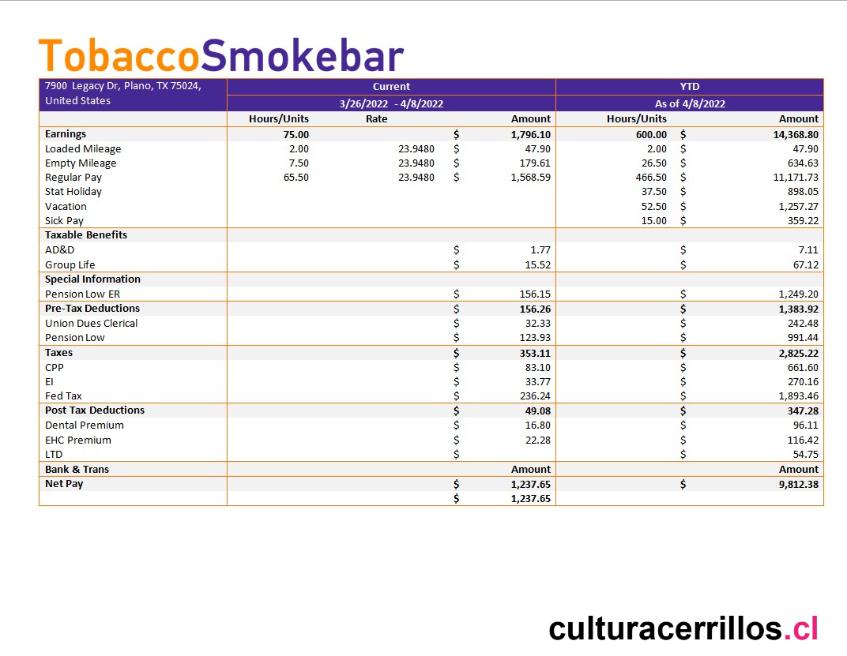 TobaccoSmokebar
7900 Legacy Dr, Plano, TX 75024,
United States
Current YTD
3/26/2022 - 4/8/2022 As of 4/8/2022
Hours/Units Rate Amount Hours/Units Amount
Earnings 75.00 $ 1,796.10 600.00 $ 14,368.80
Loaded Mileage 2.00 23.9480 $ 47.90 2.00 $ 47.90
Empty Mileage 7.50 23.9480 $ 179.61 26.50 $ 634.63
Regular Pay 65.50 23.9480 $ 1,568.59 466.50 $ 11,171.73
Stat Holiday 37.50 $ 898.05
Vacation 52.50 $ 1,257.27
Sick Pay 15.00 $ 359.22
Taxable Benefits
AD&D $ 1.77 $ 7.11
Group Life $ 15.52 $ 67.12
Special Information
Pension Low ER $ 156.15 $ 1,249.20
Pre-Tax Deductions $ 156.26 $ 1,383.92
Union Dues Clerical $ 32.33 $ 242.48
Pension Low $ 123.93 $ 991.44
Taxes $ 353.11 $ 2,825.22
CPP $ 83.10 $ 661.60
EI $ 33.77 $ 270.16
Fed Tax $ 236.24 $ 1,893.46
Post Tax Deductions $ 49.08 $ 347.28
Dental Premium $ 16.80 $ 96.11
EHC Premium $ 22.28 $ 116.42
LTD $ $ 54.75
Bank & Trans Amount Amount
Net Pay $ 1,237.65 $ 9,812.38
$ 1,237.65
culturacerrillos.cl